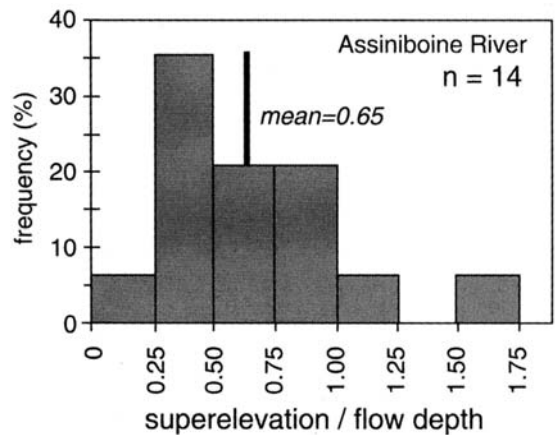 Assiniboine River
n = 14
mean=0.65
frequency (%)
40
30
20
10
0
0
0.25
0.50
0.75
1.00
1.25
1.50
1.75
superelevation / flow depth